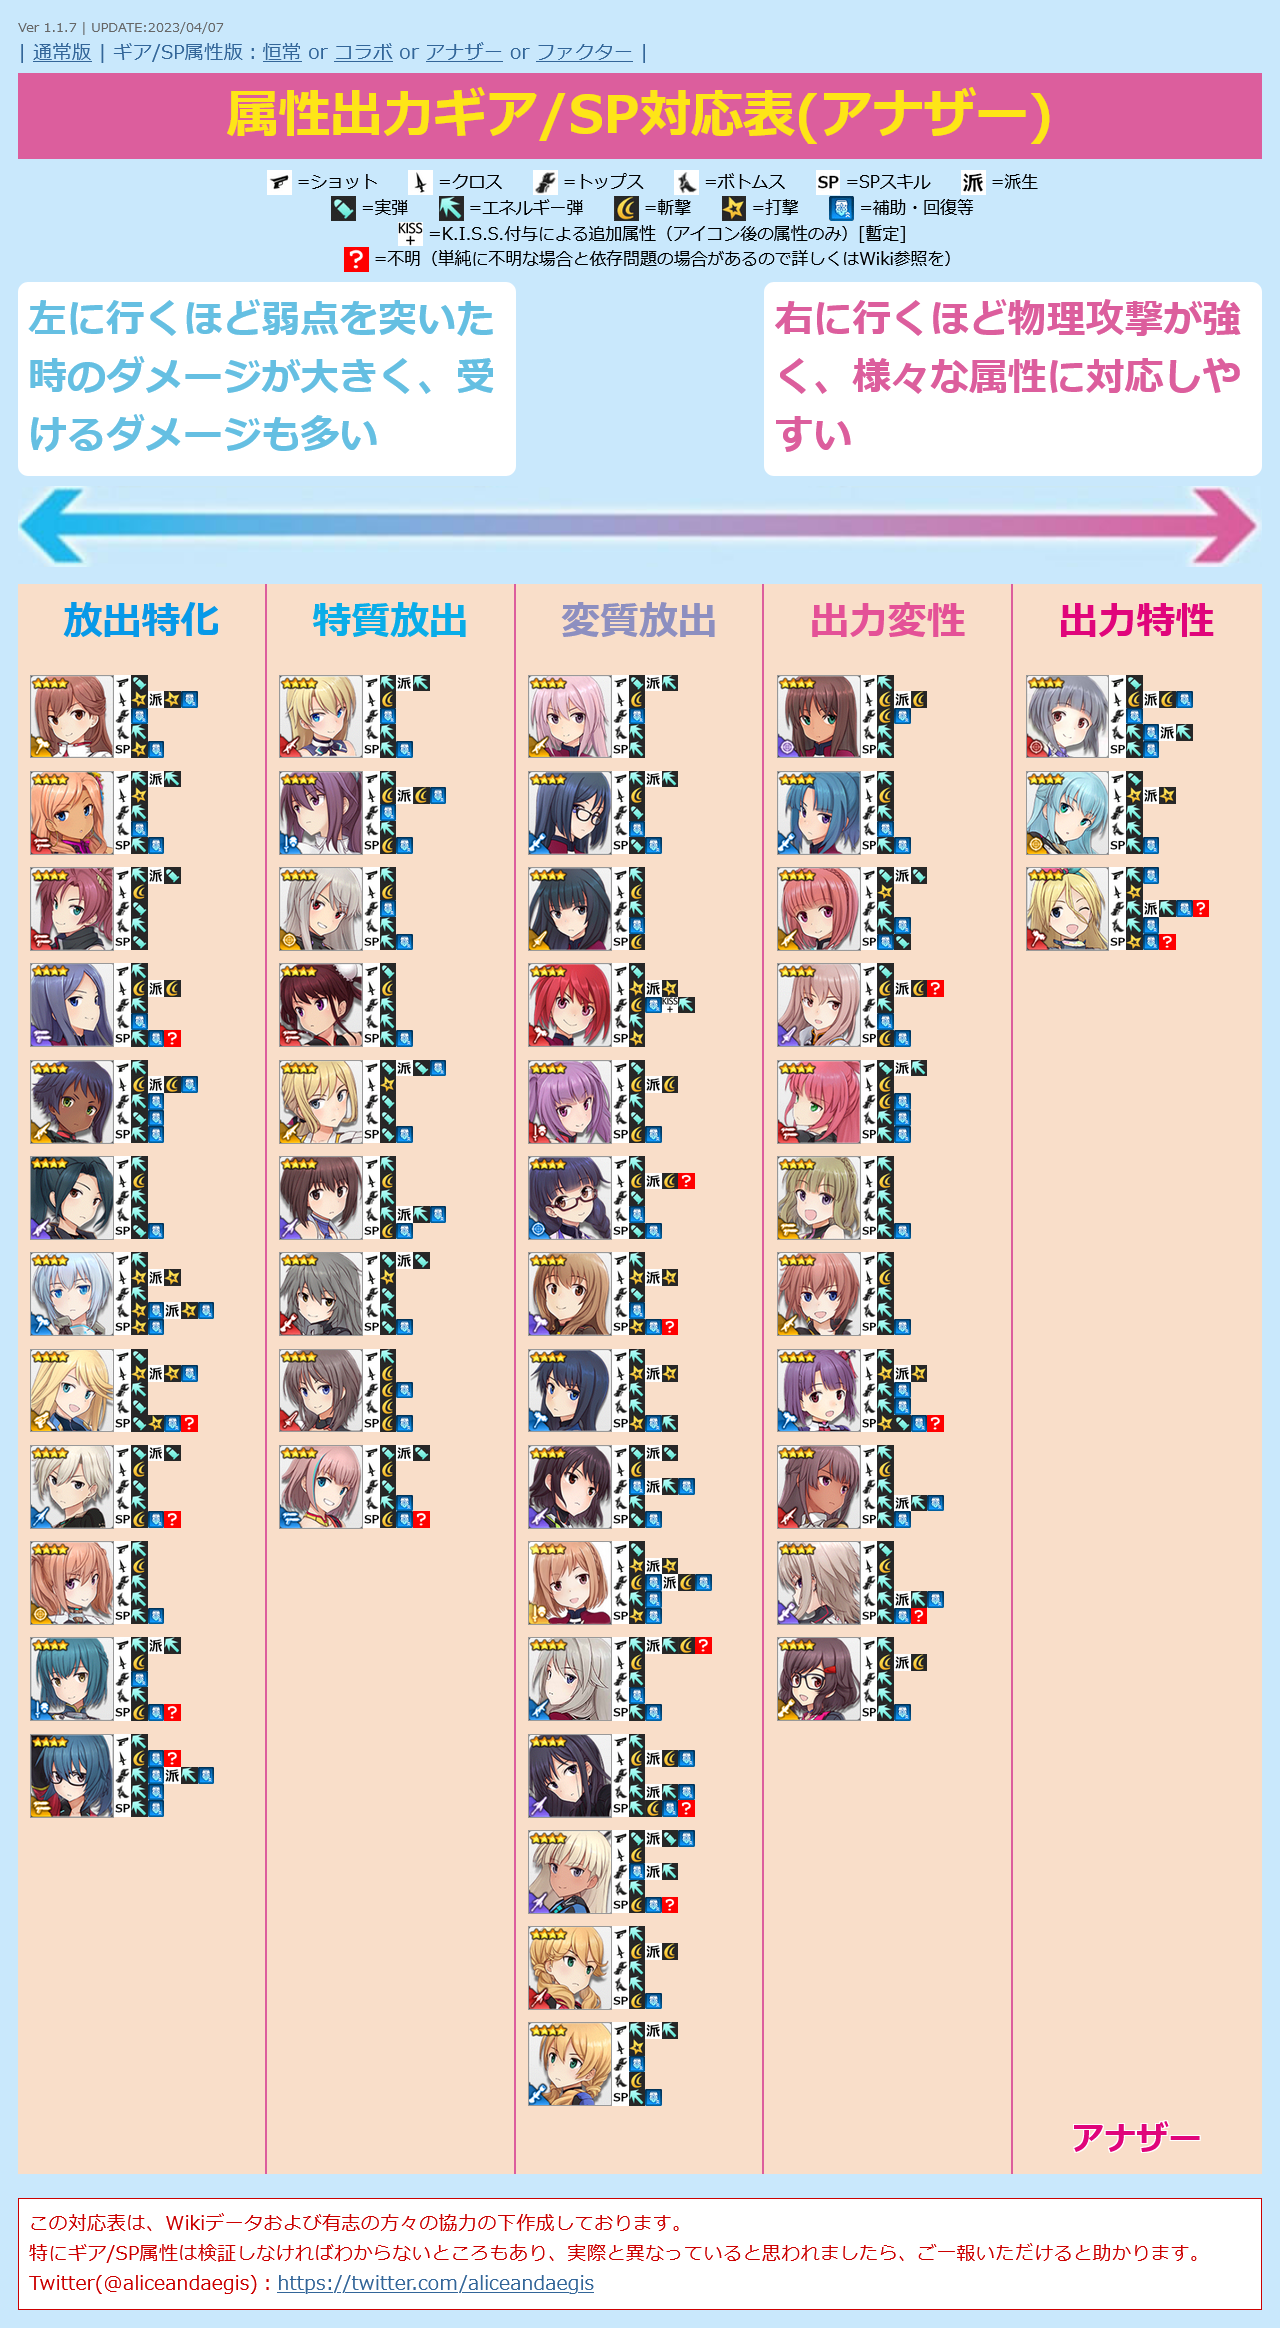 Ver 1.1.7 | UPDATE:2023/04/07
| 通常版 | ギア/SP属性版：恒常 or コラボ or アナザー or ファクター |
属性出力ギア/SP対応表(アナザー)
=ショット =クロス =トップス =ボトムス SP =SPスキル 派 =派生
=実弾 =エネルギー弾 =斬撃 =打撃 =補助・回復等
KISS+ =K.I.S.S.付与による追加属性（アイコン後の属性のみ）[暫定]
? =不明（単純に不明な場合と依存問題の場合があるので詳しくはWiki参照を）
左に行くほど弱点を突いた
時のダメージが大きく、受
けるダメージも多い
右に行くほど物理攻撃が強
く、様々な属性に対応しや
すい
放出特化 特質放出 変質放出 出力変性 出力特性
アナザー
この対応表は、Wikiデータおよび有志の方々の協力の下作成しております。
特にギア/SP属性は検証しなければわからないところもあり、実際と異なっていると思われましたら、ご一報いただけると助かります。
Twitter(@aliceandaegis)：https://twitter.com/aliceandaegis